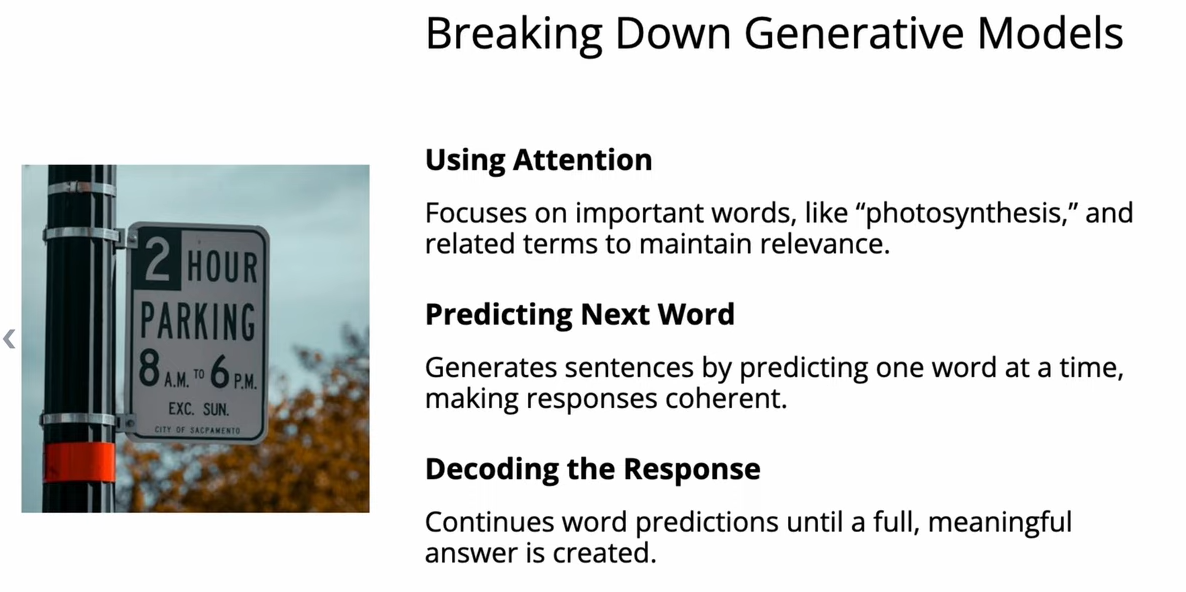 Breaking Down Generative Models
2 HOUR
PARKING
8 A.M. TO 6 P.M.
EXC. SUN.
CITY OF SACRAMENTO
Using Attention
Focuses on important words, like “photosynthesis,” and
related terms to maintain relevance.
Predicting Next Word
Generates sentences by predicting one word at a time,
making responses coherent.
Decoding the Response
Continues word predictions until a full, meaningful
answer is created.